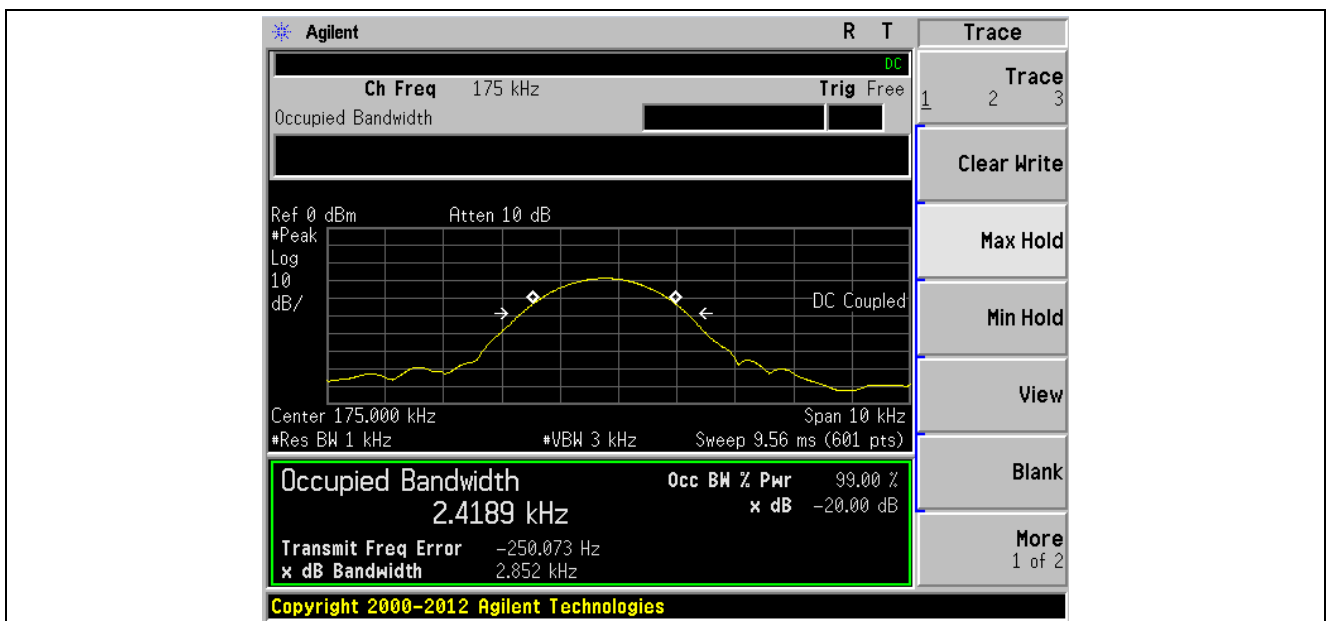 Agilent R T Trace
DC
Ch Freq 175 kHz Trig Free
Occupied Bandwidth
Trace
1 2 3
Clear Write
Max Hold
Min Hold
View
Blank
More
1 of 2
Ref 0 dBm Atten 10 dB
#Peak
Log
10
dB/
DC Coupled
Center 175.000 kHz Span 10 kHz
#Res BW 1 kHz #VBW 3 kHz Sweep 9.56 ms (601 pts)
Occupied Bandwidth Occ BW % Pwr 99.00 %
2.4189 kHz x dB -20.00 dB
Transmit Freq Error -250.073 Hz
x dB Bandwidth 2.852 kHz
Copyright 2000-2012 Agilent Technologies